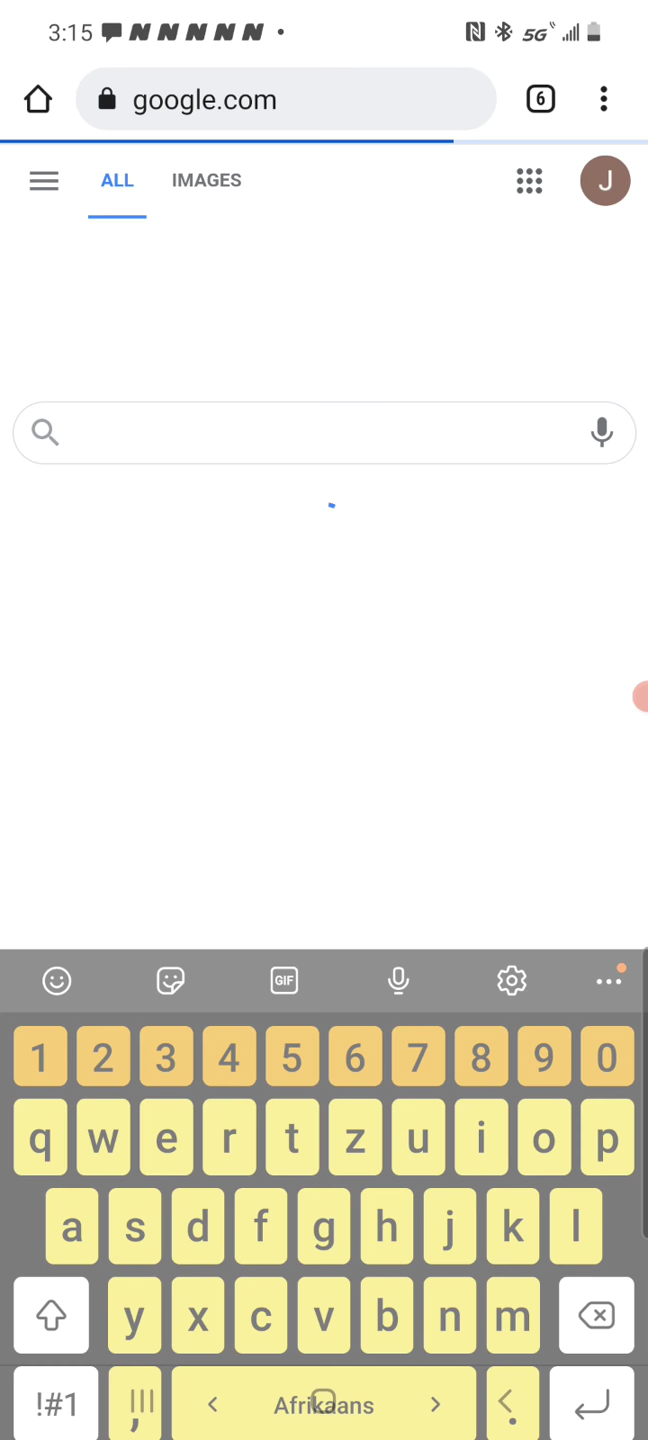 3:15 N N N N N • 5G
google.com 6
ALL IMAGES J
GIF
1 2 3 4 5 6 7 8 9 0
q w e r t z u i o p
a s d f g h j k l
y x c v b n m
!#1 , < Afrikaans > .